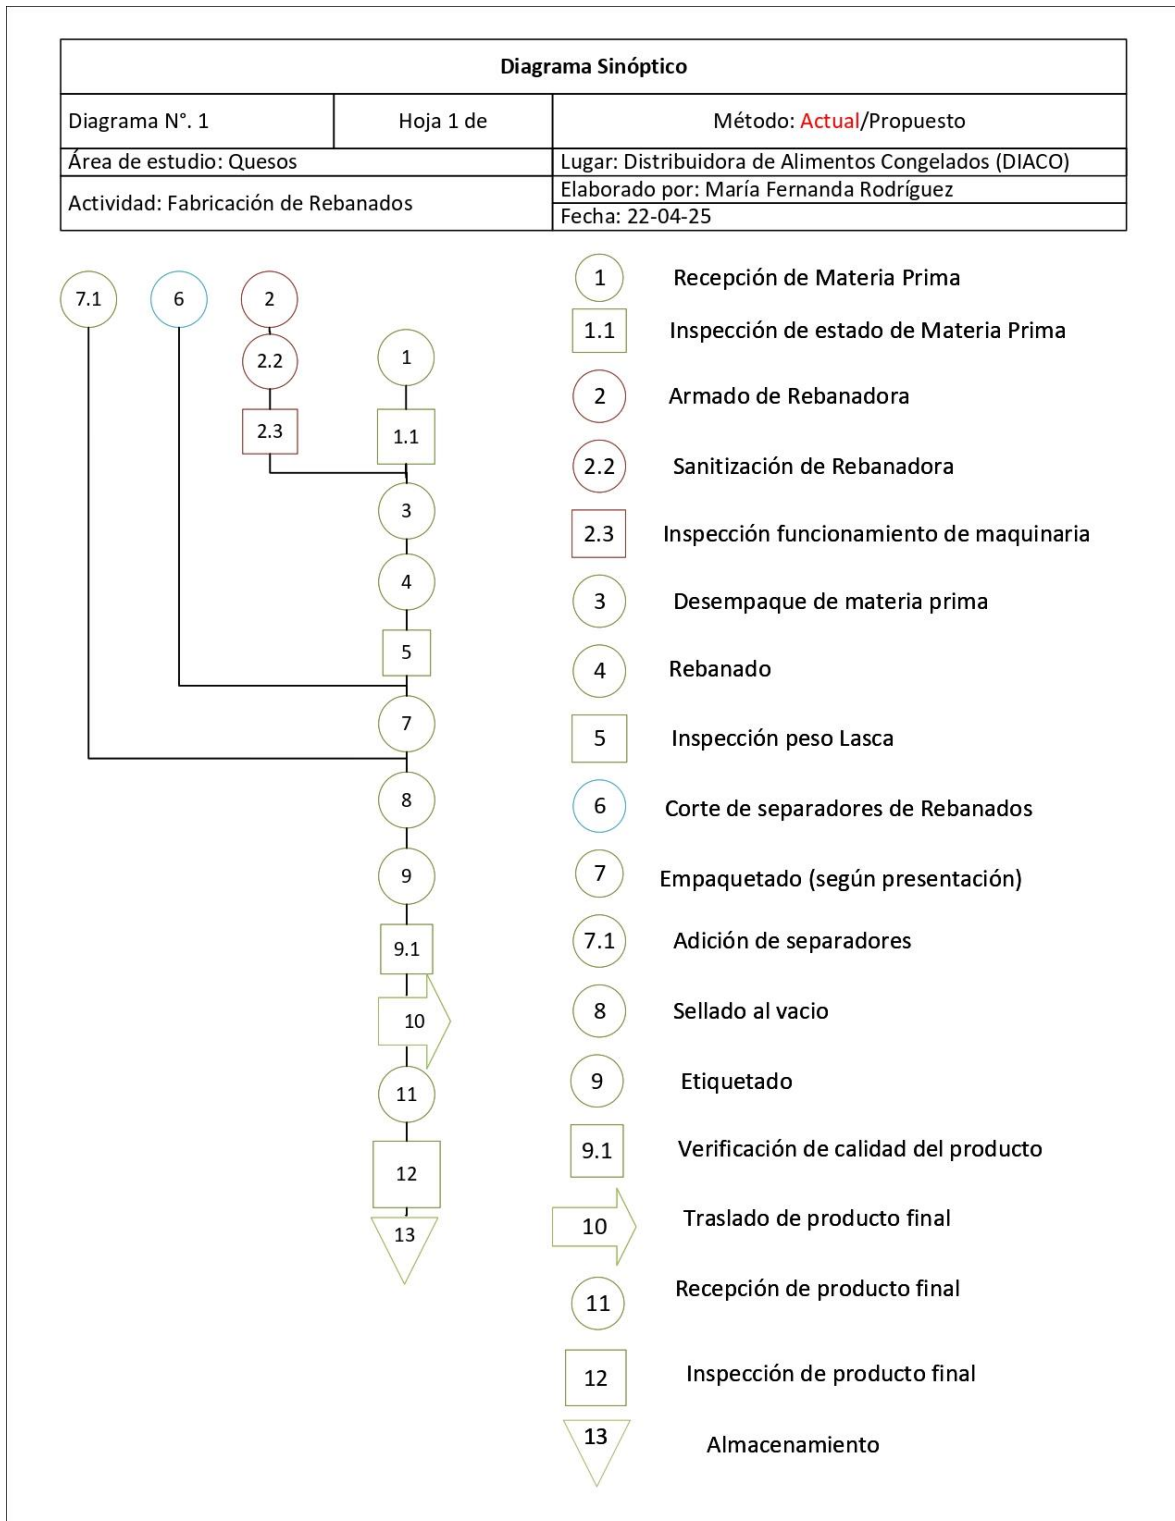 Diagrama Sinóptico
Diagrama N°. 1
Hoja 1 de
Método: Actual/Propuesto
Área de estudio: Quesos
Lugar: Distribuidora de Alimentos Congelados (DIACO)
Actividad: Fabricación de Rebanados
Elaborado por: María Fernanda Rodríguez
Fecha: 22-04-25
7.1
6
2
2.2
2.3
1
1.1
3
4
5
7
8
9
9.1
10
11
12
13
1 Recepción de Materia Prima
1.1 Inspección de estado de Materia Prima
2 Armado de Rebanadora
2.2 Sanitización de Rebanadora
2.3 Inspección funcionamiento de maquinaria
3 Desempaque de materia prima
4 Rebanado
5 Inspección peso Lasca
6 Corte de separadores de Rebanados
7 Empaquetado (según presentación)
7.1 Adición de separadores
8 Sellado al vacio
9 Etiquetado
9.1 Verificación de calidad del producto
10 Traslado de producto final
11 Recepción de producto final
12 Inspección de producto final
13 Almacenamiento